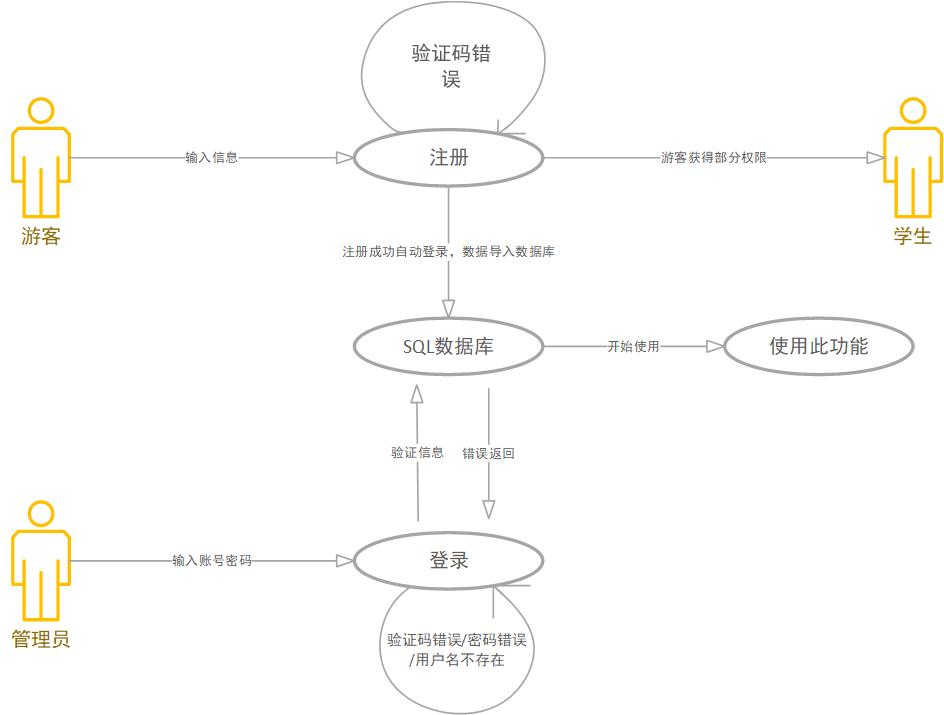 验证码错
误
输入信息
注册
游客获得部分权限
游客
学生
注册成功自动登录，数据导入数据库
SQL数据库
开始使用
使用此功能
验证信息
错误返回
输入账号密码
登录
管理员
验证码错误/密码错误
/用户名不存在